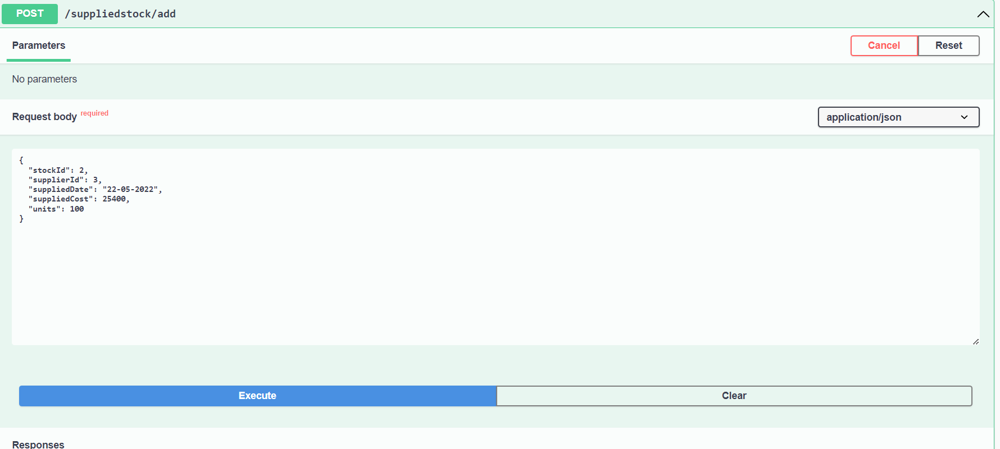 POST /suppliedstock/add
Parameters
Cancel Reset
No parameters
Request body required
application/json
{
  "stockId": 2,
  "supplierId": 3,
  "suppliedDate": "22-05-2022",
  "suppliedCost": 25400,
  "units": 100
}
Execute Clear
Responses